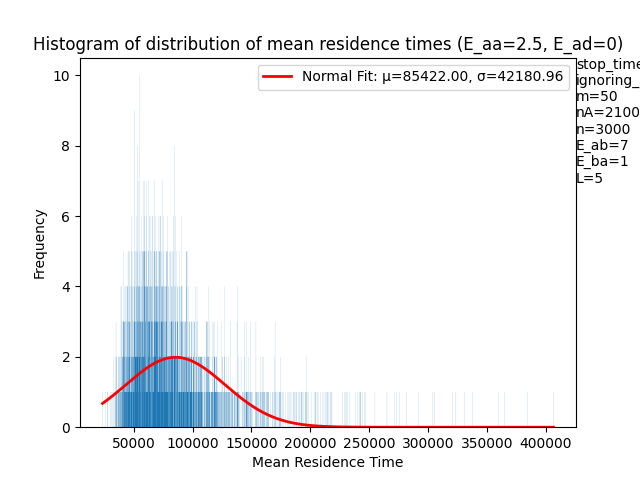 Histogram of distribution of mean residence times (E_aa=2.5, E_ad=0)
Normal Fit: μ=85422.00, σ=42180.96
stop_time
ignoring_
m=50
nA=2100
n=3000
E_ab=7
E_ba=1
L=5
Frequency
10
8
6
4
2
0
50000 100000 150000 200000 250000 300000 350000 400000
Mean Residence Time